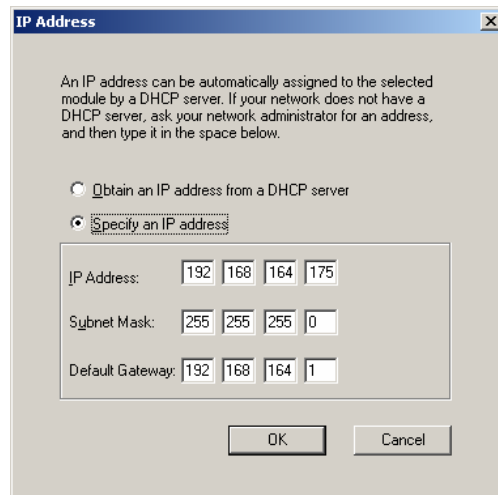 IP Address
An IP address can be automatically assigned to the selected
module by a DHCP server. If your network does not have a
DHCP server, ask your network administrator for an address,
and then type it in the space below.
Obtain an IP address from a DHCP server
Specify an IP address
IP Address: 192 168 164 175
Subnet Mask: 255 255 255 0
Default Gateway: 192 168 164 1
OK Cancel